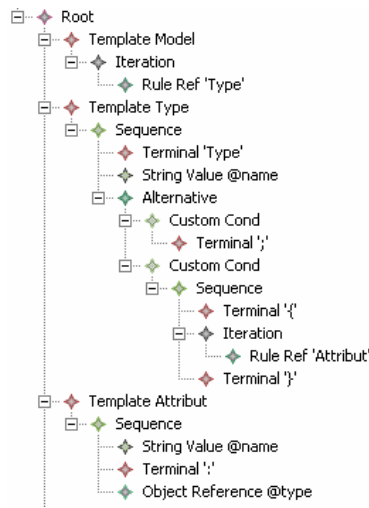 Root
Template Model
Iteration
Rule Ref 'Type'
Template Type
Sequence
Terminal 'Type'
String Value @name
Alternative
Custom Cond
Terminal ';'
Custom Cond
Sequence
Terminal '{'
Iteration
Rule Ref 'Attribut'
Terminal '}'
Template Attribut
Sequence
String Value @name
Terminal ':'
Object Reference @type